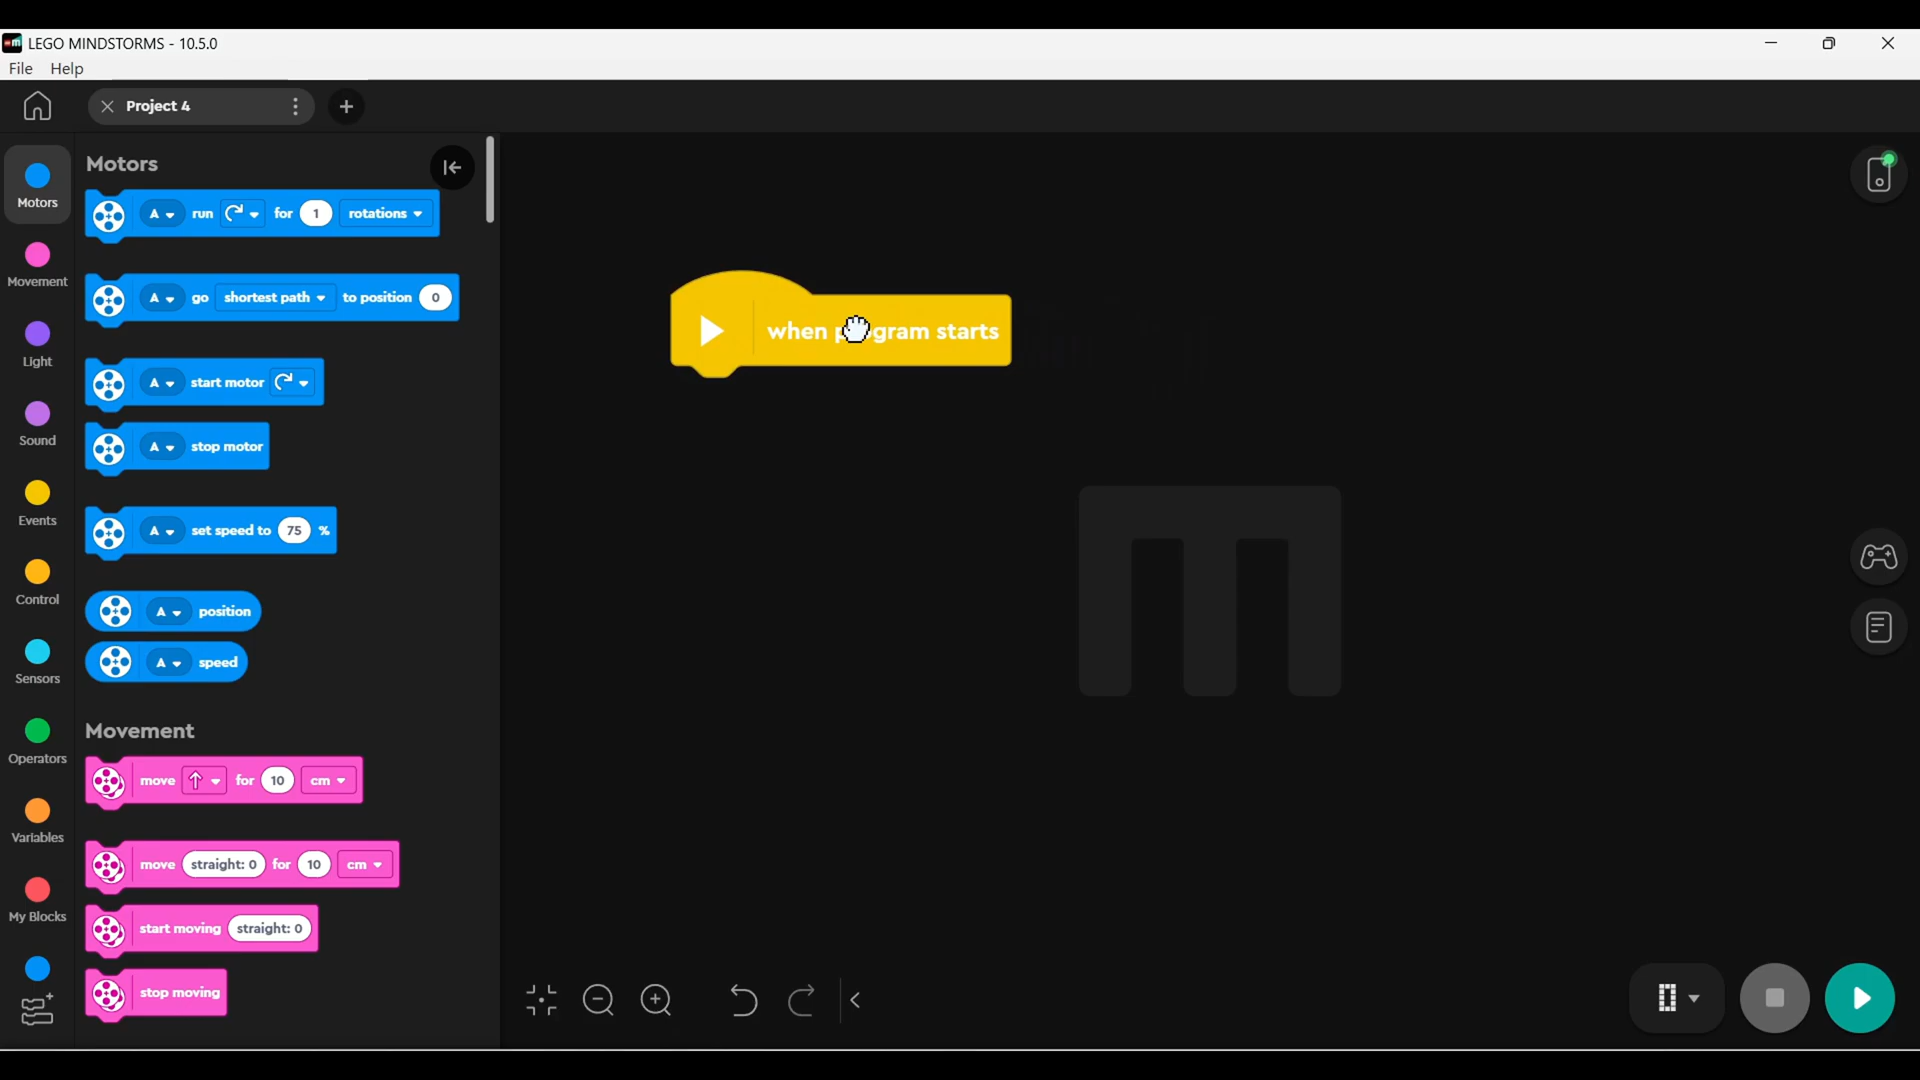 LEGO MINDSTORMS - 10.5.0
File Help
Project 4
Motors
Movement
Light
Sound
Events
Control
Sensors
Operators
Variables
My Blocks
Motors
A run for 1 rotations
A go shortest path to position 0
A start motor
A stop motor
A set speed to 75 %
A position
A speed
Movement
move for 10 cm
move straight: 0 for 10 cm
start moving straight: 0
stop moving
when program starts